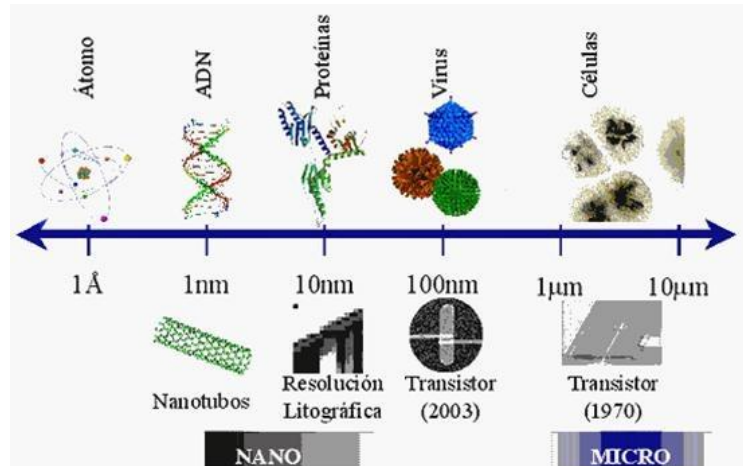 Átomo
ADN
Proteínas
Virus
Células
1Å
1nm
10nm
100nm
1µm
10µm
Nanotubos
Resolución
Litográfica
Transistor
(2003)
Transistor
(1970)
NANO
MICRO